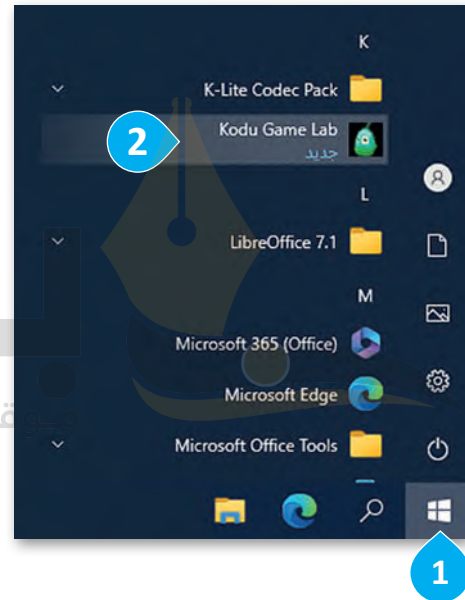 K
K-Lite Codec Pack
2
Kodu Game Lab
جديد
L
LibreOffice 7.1
M
Microsoft 365 (Office)
Microsoft Edge
Microsoft Office Tools
1